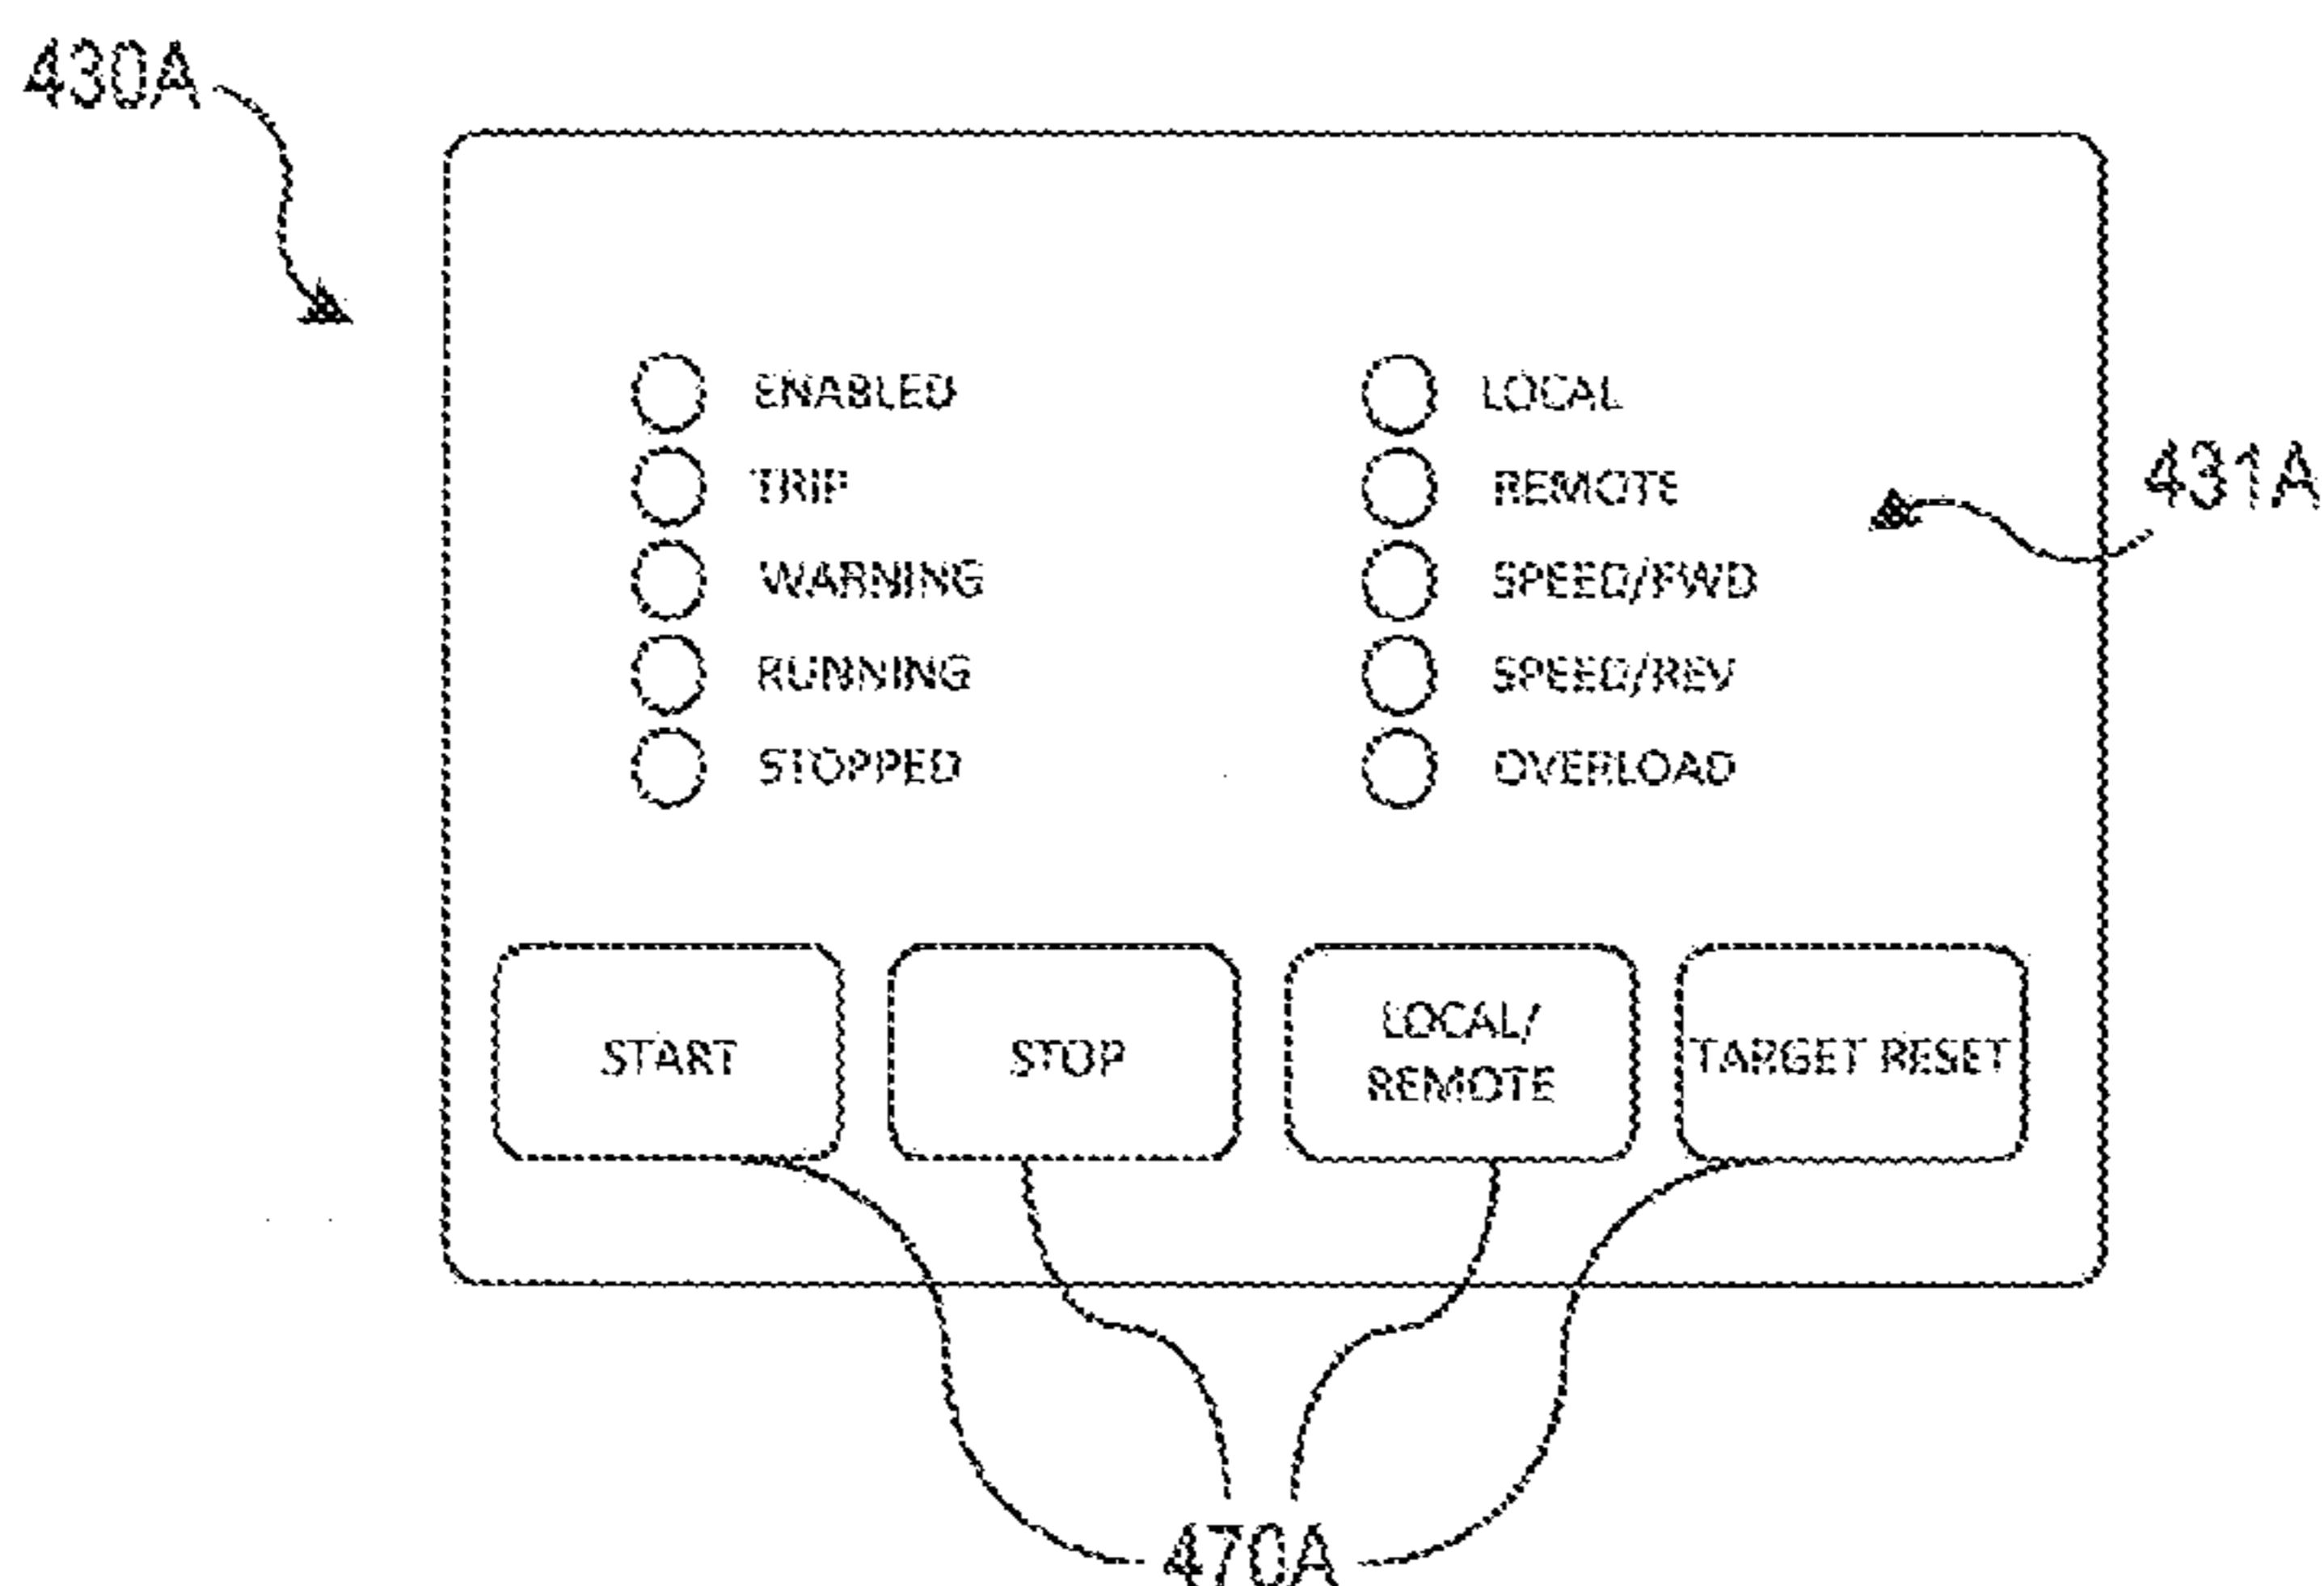 430A
ENABLED
LOCAL
TRIP
REMOTE
431A
WARNING
SPEED/FWD
RUNNING
SPEED/REV
STOPPED
OVERLOAD
START
STOP
LOCAL/
REMOTE
TARGET RESET
470A